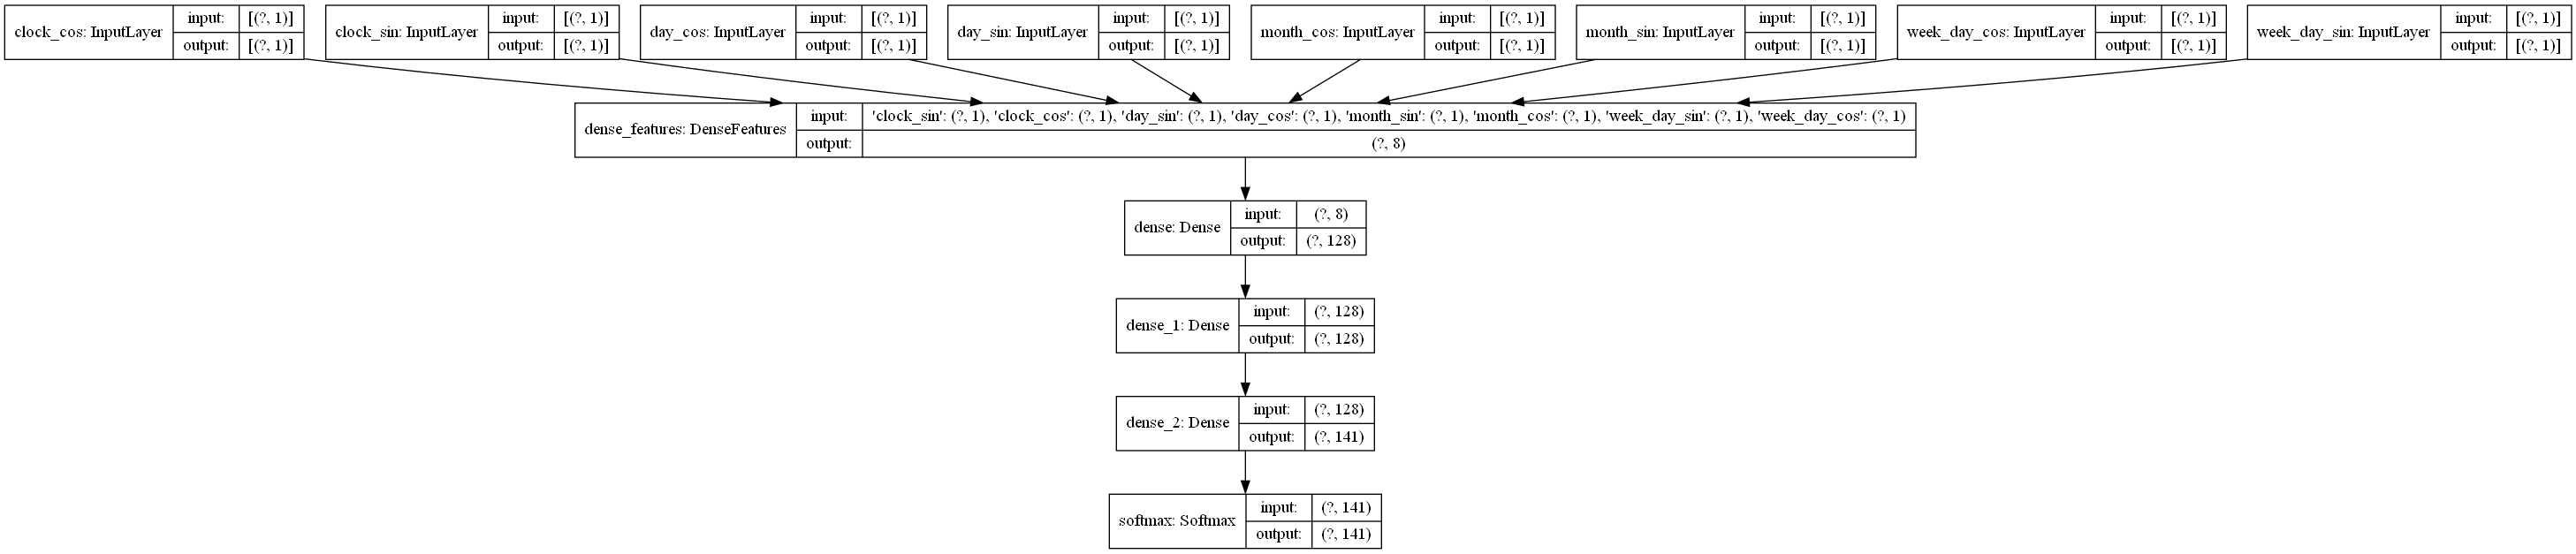 clock_cos: InputLayer input: [(?, 1)] output: [(?, 1)]
clock_sin: InputLayer input: [(?, 1)] output: [(?, 1)]
day_cos: InputLayer input: [(?, 1)] output: [(?, 1)]
day_sin: InputLayer input: [(?, 1)] output: [(?, 1)]
month_cos: InputLayer input: [(?, 1)] output: [(?, 1)]
month_sin: InputLayer input: [(?, 1)] output: [(?, 1)]
week_day_cos: InputLayer input: [(?, 1)] output: [(?, 1)]
week_day_sin: InputLayer input: [(?, 1)] output: [(?, 1)]
dense_features: DenseFeatures input: 'clock_sin': (?, 1), 'clock_cos': (?, 1), 'day_sin': (?, 1), 'day_cos': (?, 1), 'month_sin': (?, 1), 'month_cos': (?, 1), 'week_day_sin': (?, 1), 'week_day_cos': (?, 1)
output: (?, 8)
dense: Dense input: (?, 8)
output: (?, 128)
dense_1: Dense input: (?, 128)
output: (?, 128)
dense_2: Dense input: (?, 128)
output: (?, 141)
softmax: Softmax input: (?, 141)
output: (?, 141)